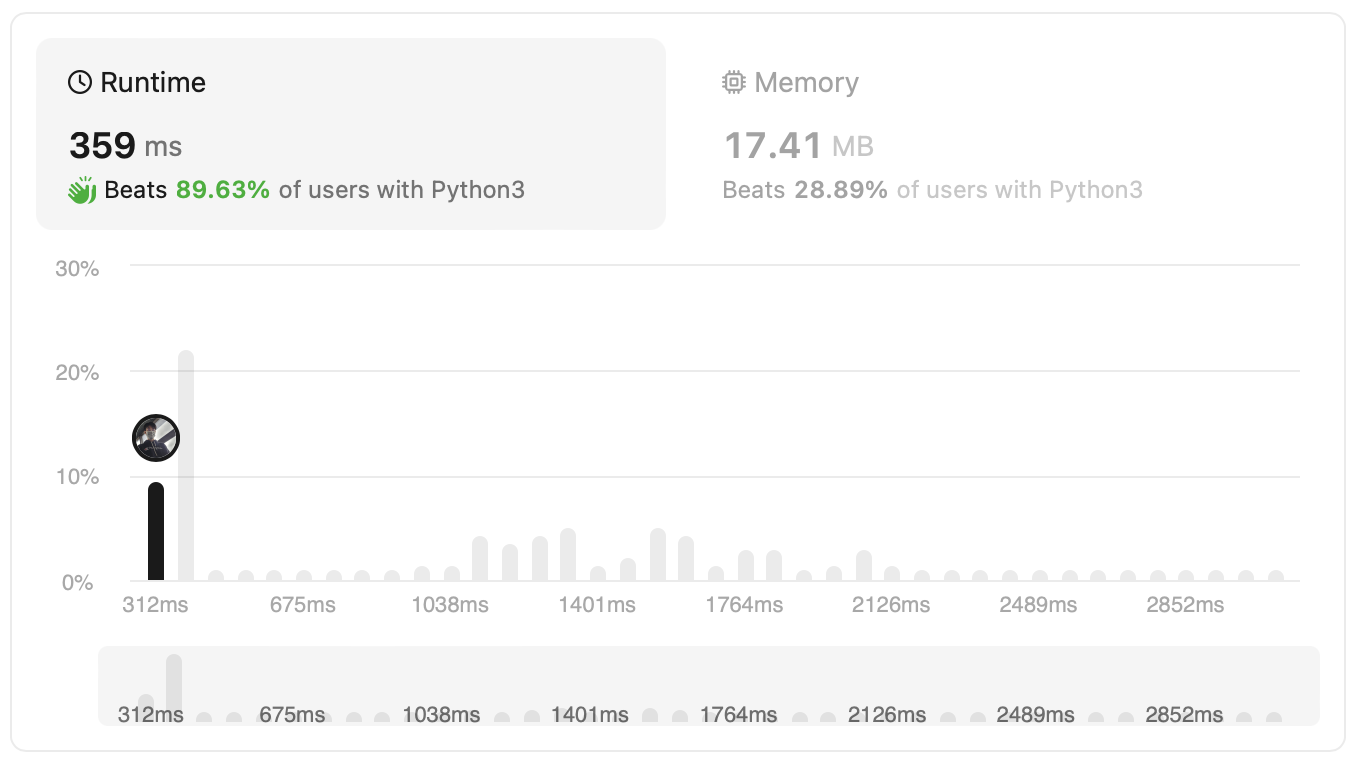 Runtime
359 ms
Beats 89.63% of users with Python3
Memory
17.41 MB
Beats 28.89% of users with Python3
30%
20%
10%
0%
312ms 675ms 1038ms 1401ms 1764ms 2126ms 2489ms 2852ms
312ms 675ms 1038ms 1401ms 1764ms 2126ms 2489ms 2852ms